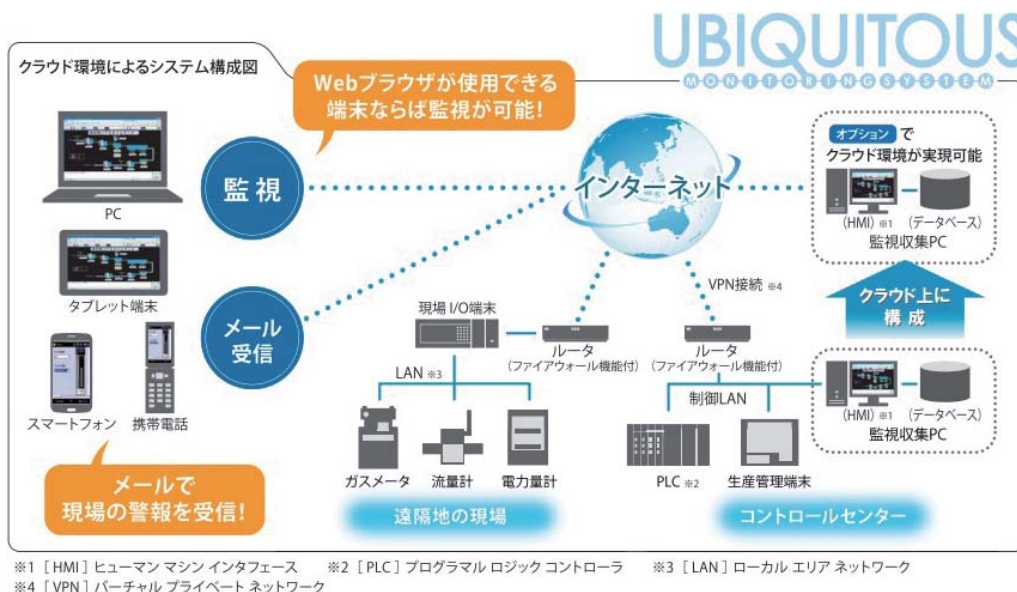 UBIQUITOUS
MONITORINGSYSTEM
クラウド環境によるシステム構成図
Webブラウザが使用できる
端末ならば監視が可能!
PC
タブレット端末
スマートフォン
携帯電話
監視
メール
受信
メールで
現場の警報を受信!
インターネット
オプション で
クラウド環境が実現可能
(HMI) ※1
(データベース)
監視収集PC
クラウド上に
構成
VPN接続 ※4
現場 I/O端末
ルータ
(ファイアウォール機能付)
ルータ
(ファイアウォール機能付)
LAN ※3
制御LAN
(HMI) ※1
(データベース)
監視収集PC
ガスメータ
流量計
電力量計
PLC ※2
生産管理端末
遠隔地の現場
コントロールセンター
※1 [HMI] ヒューマン マシン インタフェース ※2 [PLC] プログラマル ロジック コントローラ ※3 [LAN] ローカル エリア ネットワーク
※4 [VPN] バーチャル プライベート ネットワーク